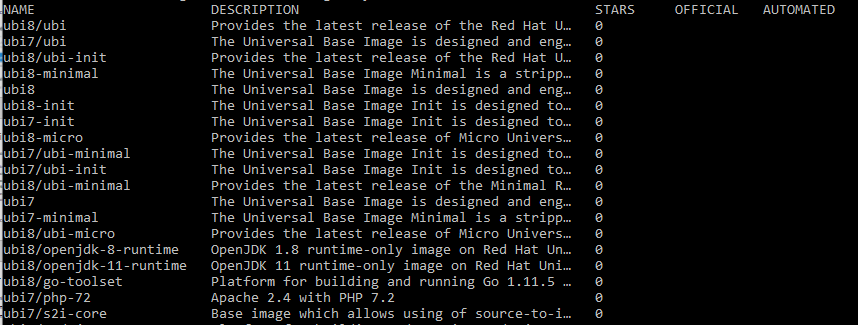 NAME DESCRIPTION STARS OFFICIAL AUTOMATED
ubi8/ubi Provides the latest release of the Red Hat U… 0
ubi7/ubi The Universal Base Image is designed and eng… 0
ubi8/ubi-init Provides the latest release of the Red Hat U… 0
ubi8-minimal The Universal Base Image Minimal is a stripp… 0
ubi8 The Universal Base Image is designed and eng… 0
ubi8-init The Universal Base Image Init is designed to… 0
ubi7-init The Universal Base Image Init is designed to… 0
ubi8-micro Provides the latest release of Micro Univers… 0
ubi7/ubi-minimal The Universal Base Image Init is designed to… 0
ubi7/ubi-init The Universal Base Image Init is designed to… 0
ubi8/ubi-minimal Provides the latest release of the Minimal R… 0
ubi7 The Universal Base Image is designed and eng… 0
ubi7-minimal The Universal Base Image Minimal is a stripp… 0
ubi8/ubi-micro Provides the latest release of Micro Univers… 0
ubi8/openjdk-8-runtime OpenJDK 1.8 runtime-only image on Red Hat Un… 0
ubi8/openjdk-11-runtime OpenJDK 11 runtime-only image on Red Hat Uni… 0
ubi8/go-toolset Platform for building and running Go 1.11.5 … 0
ubi7/php-72 Apache 2.4 with PHP 7.2 0
ubi7/s2i-core Base image which allows using of source-to-i… 0